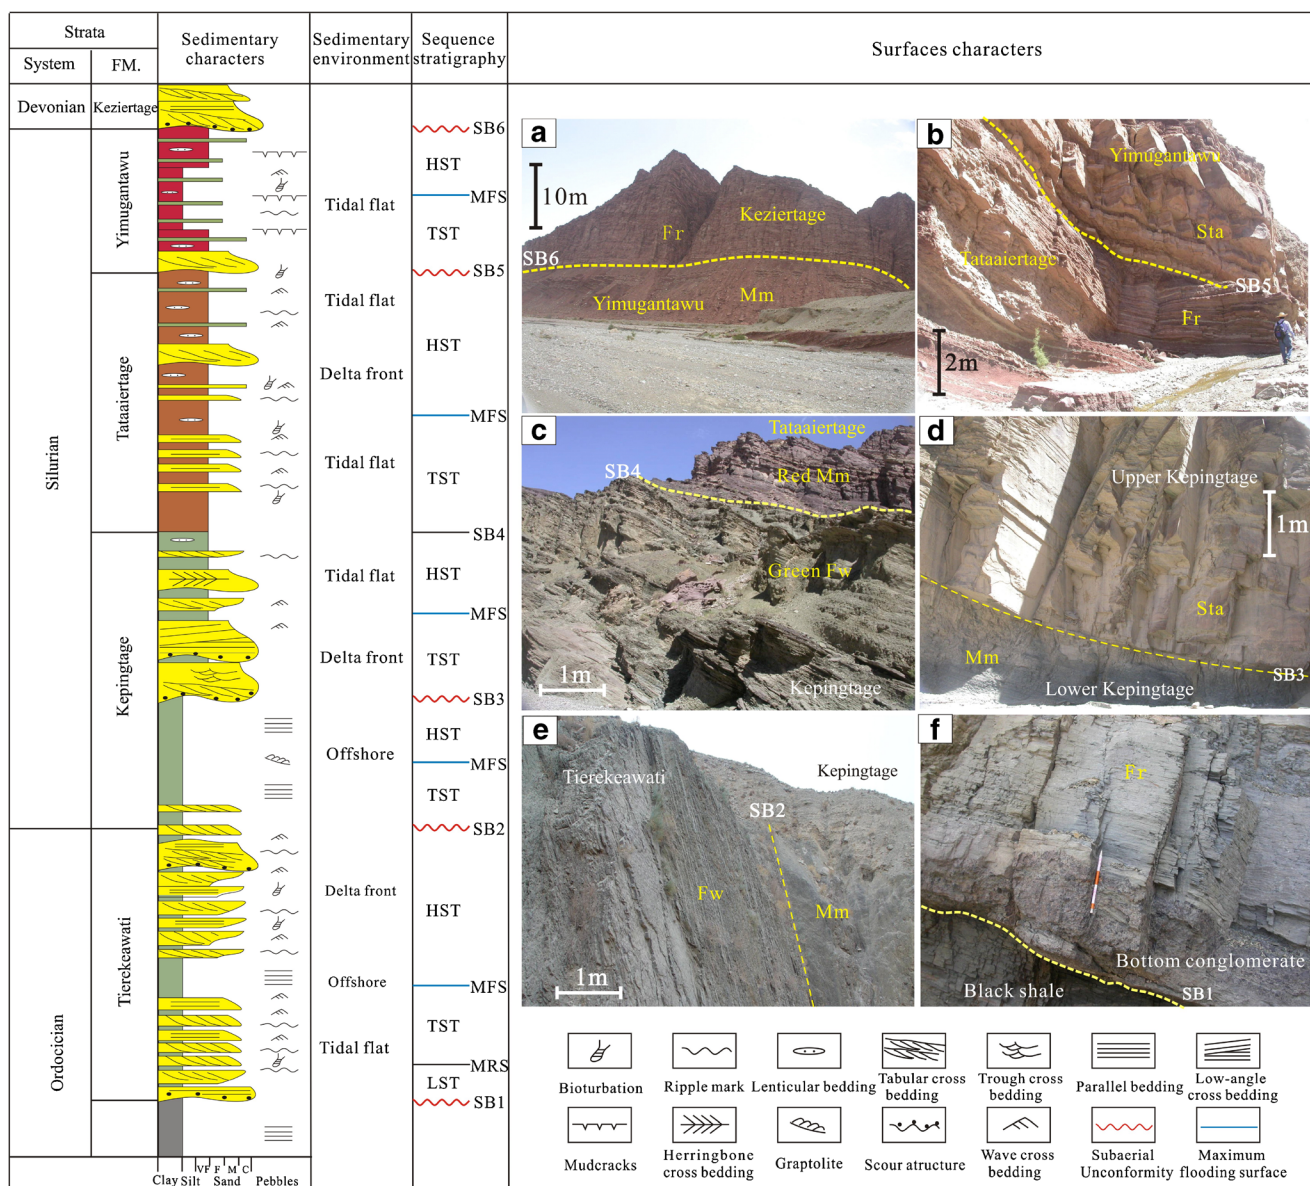 Strata
System
FM.
Sedimentary
characters
Sedimentary
environment
Sequence
stratigraphy
Surfaces characters
Devonian
Keziertage
Silurian
Yimugantawu
Tataaiertage
Kepingtage
Ordocician
Tierekeawati
Tidal flat
Tidal flat
Delta front
Tidal flat
Tidal flat
Delta front
Offshore
Delta front
Offshore
Tidal flat
SB6
HST
MFS
TST
SB5
HST
MFS
TST
SB4
HST
MFS
TST
SB3
HST
MFS
TST
SB2
HST
MFS
TST
MRS
LST
SB1
Clay
Silt
VF
F
M
C
Sand
Pebbles
a
10m
Keziertage
Fr
SB6
Yimugantawu
Mm
b
Yimugantawu
Sta
Tataaiertage
SB5
Fr
2m
c
Tataaiertage
SB4
Red Mm
Green Fw
1m
Kepingtage
d
Upper Kepingtage
1m
Sta
Mm
SB3
Lower Kepingtage
e
Tierekeawati
Kepingtage
SB2
Fw
Mm
1m
f
Fr
Bottom conglomerate
Black shale
SB1
Bioturbation
Ripple mark
Lenticular bedding
Tabular cross
bedding
Trough cross
bedding
Parallel bedding
Low-angle
cross bedding
Mudcracks
Herringbone
cross bedding
Graptolite
Scour atructure
Wave cross
bedding
Subaerial
Unconformity
Maximum
flooding surface